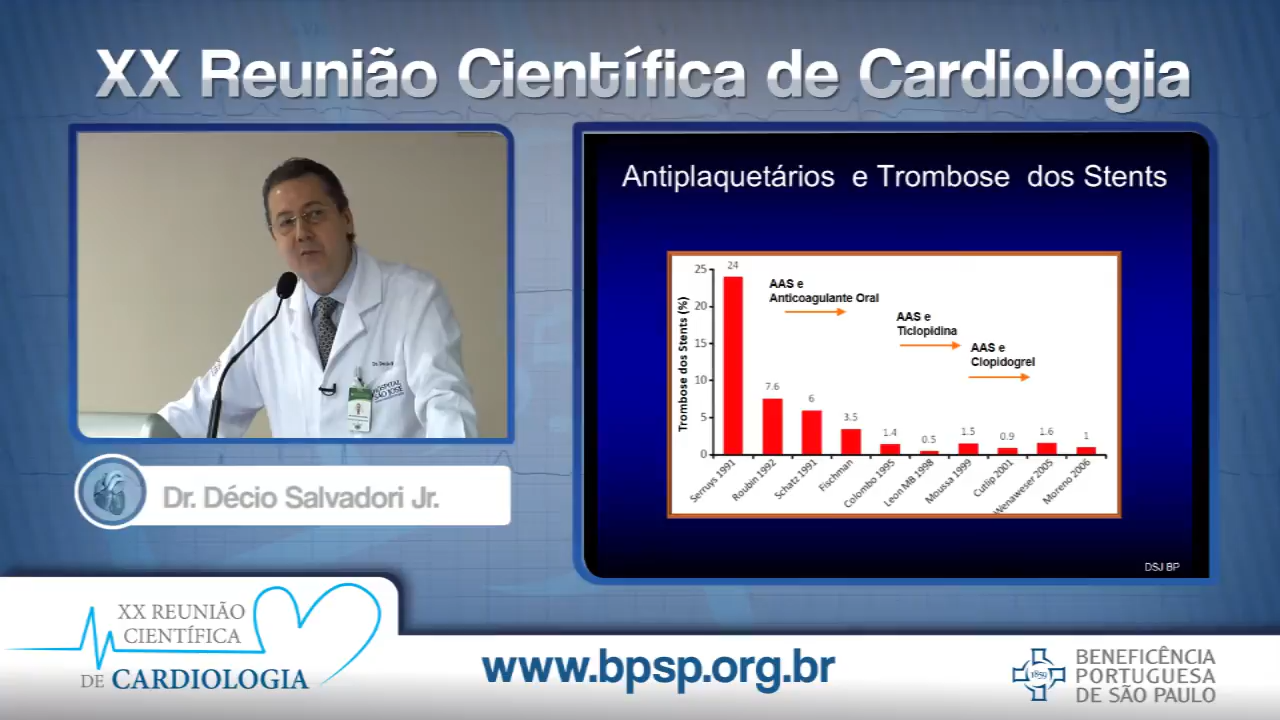 XX Reunião Científica de Cardiologia
Antiplaquetários e Trombose dos Stents
Trombose dos Stents (%)
25
20
15
10
5
0
24
7.6
6
3.5
1.4
0.5
1.5
0.9
1.6
1
AAS e
Anticoagulante Oral
AAS e
Ticlopidina
AAS e
Clopidogrel
Serruys 1991
Roubin 1992
Schatz 1991
Fischman
Colombo 1995
Leon MB 1998
Moussa 1999
Cutlip 2001
Wenaweser 2005
Moreno 2006
DSJ BP
HOSPITAL
SÃO JOSÉ
Dr. Décio Salvadori Jr.
XX REUNIÃO
CIENTÍFICA
DE CARDIOLOGIA
www.bpsp.org.br
1859
BENEFICÊNCIA
PORTUGUESA
DE SÃO PAULO